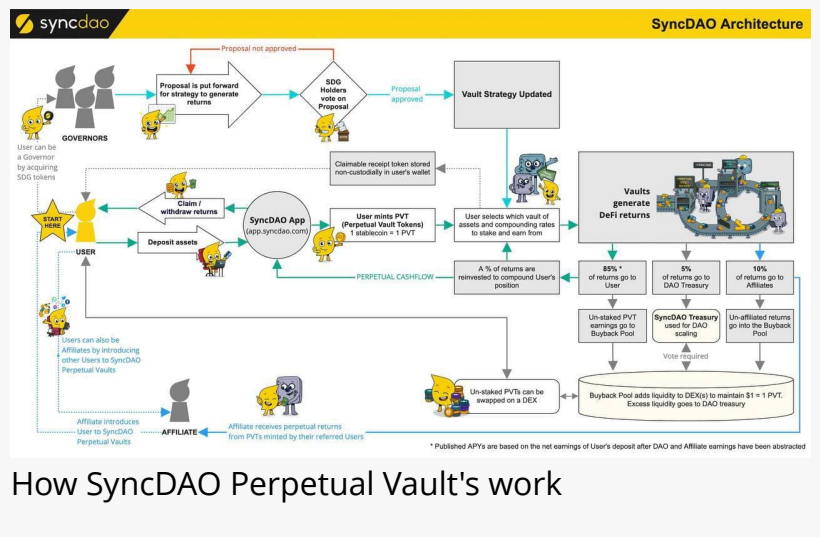 syncdao
SyncDAO Architecture
Proposal not approved
Proposal is put forward
for strategy to generate
returns
SDG
Holders
vote on
Proposal
Proposal
approved
Vault Strategy Updated
GOVERNORS
User can be
a Governor
by acquiring
SDG tokens
Claimable receipt token stored
non-custodially in user's wallet
START
HERE
USER
Claim /
withdraw returns
Deposit assets
SyncDAO App
(app.syncdao.com)
User mints PVT
(Perpetual Vault Tokens)
1 stablecoin = 1 PVT
User selects which vault of
assets and compounding rates
to stake and earn from
Vaults
generate
DeFi returns
PERPETUAL CASHFLOW
A % of returns are
reinvested to compound User's
position
85% *
of returns go to
User
5%
of returns go to
DAO Treasury
10%
of returns go to
Affiliates
Un-staked PVT
earnings go to
Buyback Pool
SyncDAO Treasury
used for DAO
scaling
Un-affiliated returns
go into the Buyback
Pool
Vote required
Users can also be
Affiliates by introducing
other Users to SyncDAO
Perpetual Vaults
Un-staked PVTs can be
swapped on a DEX
Buyback Pool adds liquidity to DEX(s) to maintain $1 = 1 PVT.
Excess liquidity goes to DAO treasury
Affiliate introduces
User to SyncDAO
Perpetual Vaults
AFFILIATE
Affiliate receives perpetual returns
from PVTs minted by their referred Users
* Published APYs are based on the net earnings of User's deposit after DAO and Affiliate earnings have been abstracted
How SyncDAO Perpetual Vault's work